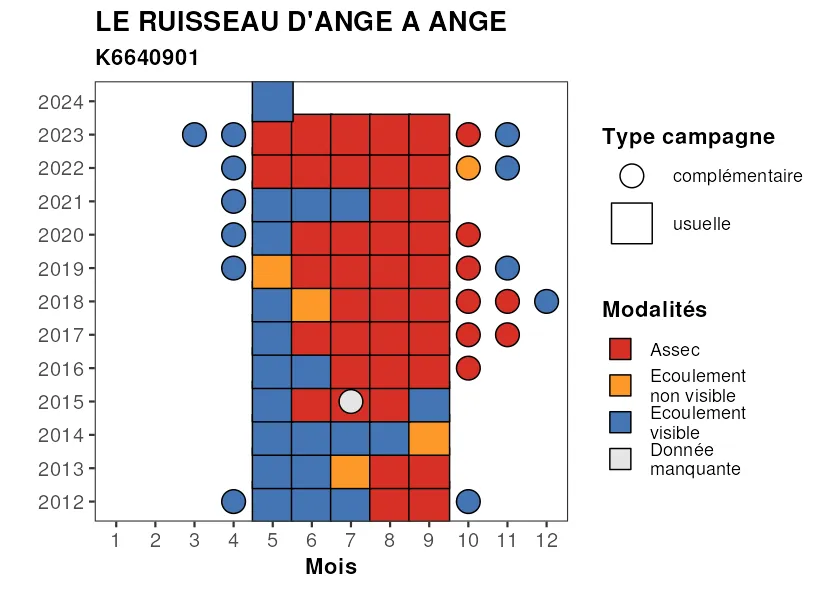 LE RUISSEAU D'ANGE A ANGE
K6640901
2024
2023
2022
2021
2020
2019
2018
2017
2016
2015
2014
2013
2012
1 2 3 4 5 6 7 8 9 10 11 12
Mois
Type campagne
complémentaire
usuelle
Modalités
Assec
Ecoulement
non visible
Ecoulement
visible
Donnée
manquante